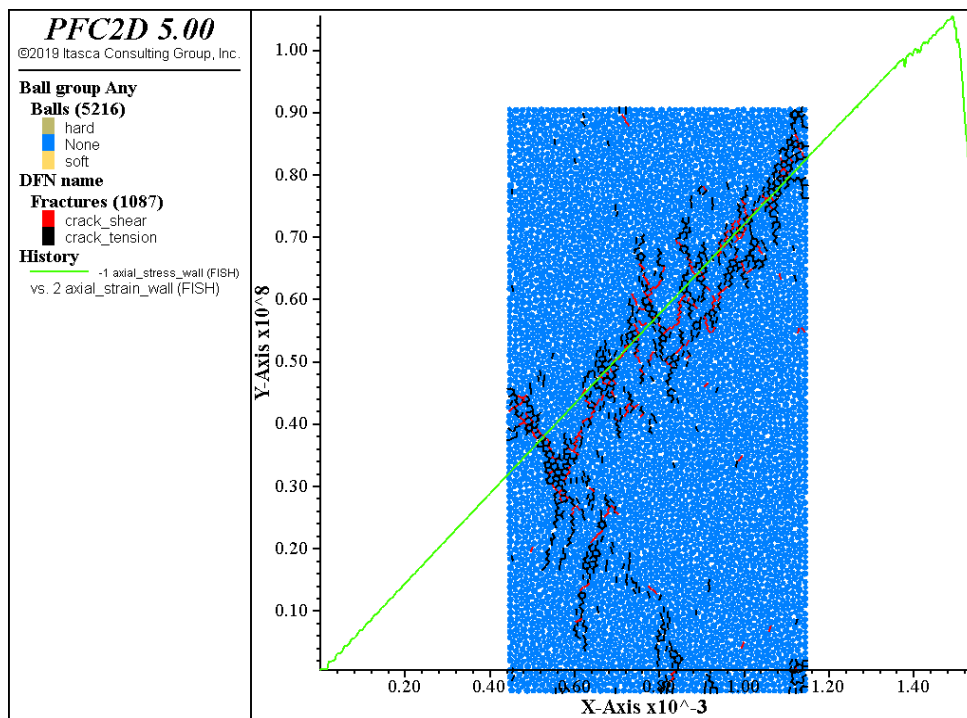 PFC2D 5.00
©2019 Itasca Consulting Group, Inc.
Ball group Any
Balls (5216)
hard
None
soft
DFN name
Fractures (1087)
crack_shear
crack_tension
History
-1 axial_stress_wall (FISH)
vs. 2 axial_strain_wall (FISH)
Y-Axis x10^8
1.00
0.90
0.80
0.70
0.60
0.50
0.40
0.30
0.20
0.10
0.20 0.40 0.60 0.80 1.00 1.20 1.40
X-Axis x10^-3